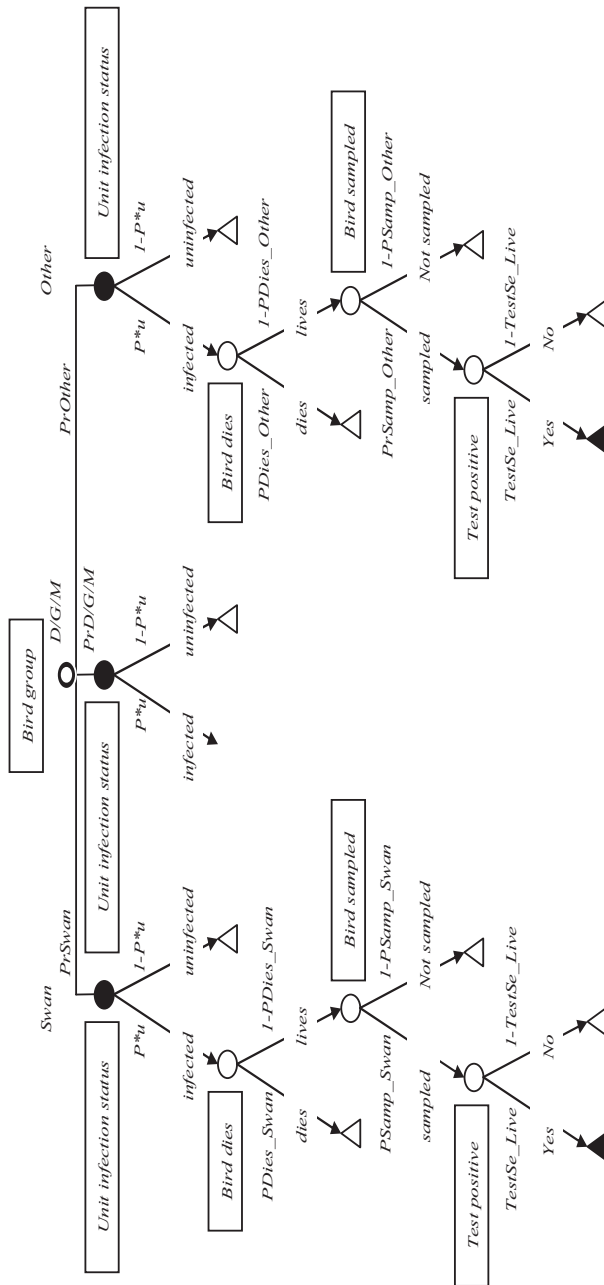 Bird group
Swan
D/G/M
Other
PrSwan
PrD/G/M
PrOther
Unit infection status
Unit infection status
Unit infection status
P*u
1-P*u
P*u
1-P*u
P*u
1-P*u
infected
uninfected
infected
uninfected
infected
uninfected
Bird dies
Bird dies
PDies_Swan
1-PDies_Swan
PDies_Other
1-PDies_Other
dies
lives
dies
lives
Bird sampled
Bird sampled
PSamp_Swan
1-PSamp_Swan
PrSamp_Other
1-PSamp_Other
sampled
Not sampled
sampled
Not sampled
Test positive
Test positive
TestSe_Live
1-TestSe_Live
TestSe_Live
1-TestSe_Live
Yes
No
Yes
No